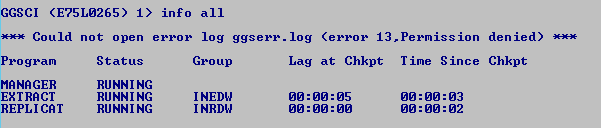 GGSCI (E75L0265) 1> info all
*** Could not open error log ggserr.log (error 13,Permission denied) ***
Program     Status      Group       Lag at Chkpt  Time Since Chkpt
MANAGER     RUNNING
EXTRACT     RUNNING     INEDW       00:00:05      00:00:03
REPLICAT    RUNNING     INRDW       00:00:00      00:00:02